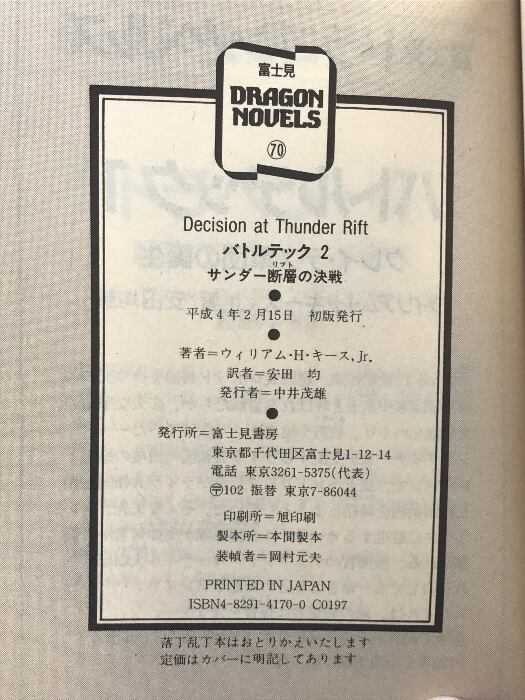 富士見
DRAGON
NOVELS
70
Decision at Thunder Rift
バトルテック 2
リフト
サンダー断層の決戦
平成4年2月15日 初版発行
著者=ウィリアム・H・キース, Jr.
訳者=安田 均
発行者=中井茂雄
発行所=富士見書房
東京都千代田区富士見1-12-14
電話 東京3261-5375(代表)
〒102 振替 東京7-86044
印刷所=旭印刷
製本所=本間製本
装幀者=岡村元夫
PRINTED IN JAPAN
ISBN4-8291-4170-0 C0197
落丁乱丁本はおとりかえいたします
定価はカバーに明記してあります